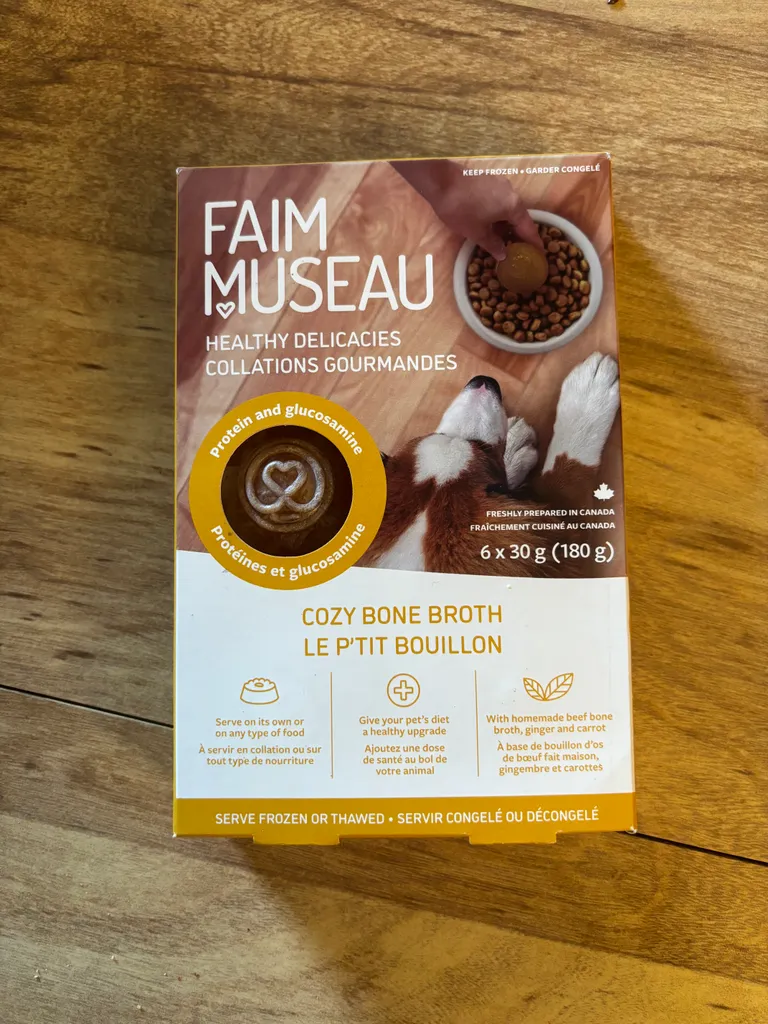 KEEP FROZEN • GARDER CONGELÉ
FAIM
MUSEAU
HEALTHY DELICACIES
COLLATIONS GOURMANDES
Protein and glucosamine
Protéines et glucosamine
FRESHLY PREPARED IN CANADA
FRAÎCHEMENT CUISINÉ AU CANADA
6 x 30 g (180 g)
COZY BONE BROTH
LE P'TIT BOUILLON
Serve on its own or
on any type of food
À servir en collation ou sur
tout type de nourriture
Give your pet's diet
a healthy upgrade
Ajoutez une dose
de santé au bol de
votre animal
With homemade beef bone
broth, ginger and carrot
À base de bouillon d'os
de bœuf fait maison,
gingembre et carottes
SERVE FROZEN OR THAWED • SERVIR CONGELÉ OU DÉCONGELÉ